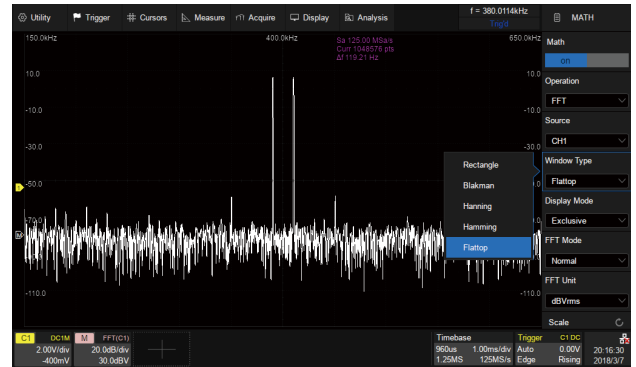 Utility Trigger Cursors Measure Acquire Display Analysis
f = 380.0114kHz
Trig'd
MATH
150.0kHz 400.0kHz 650.0kHz
Sa 125.00 MSa/s
Curr 1048576 pts
Δf 119.21 Hz
Math
on
10.0 10.0
Operation
FFT
-10.0 -10.0
Source
CH1
-30.0 -30.0
Window Type
Flattop
Rectangle
Blakman
Hanning
Hamming
Flattop
-50.0
Display Mode
Exclusive
-70.0
M
FFT Mode
Normal
FFT Unit
dBVrms
-110.0 -110.0
Scale
C1 DC1M
2.00V/div
-400mV
M FFT(C1)
20.0dB/div
30.0dBV
Timebase
960us 1.00ms/div
1.25MS 125MS/s
Trigger C1 DC
Auto 0.00V
Edge Rising
20:16:30
2018/3/7